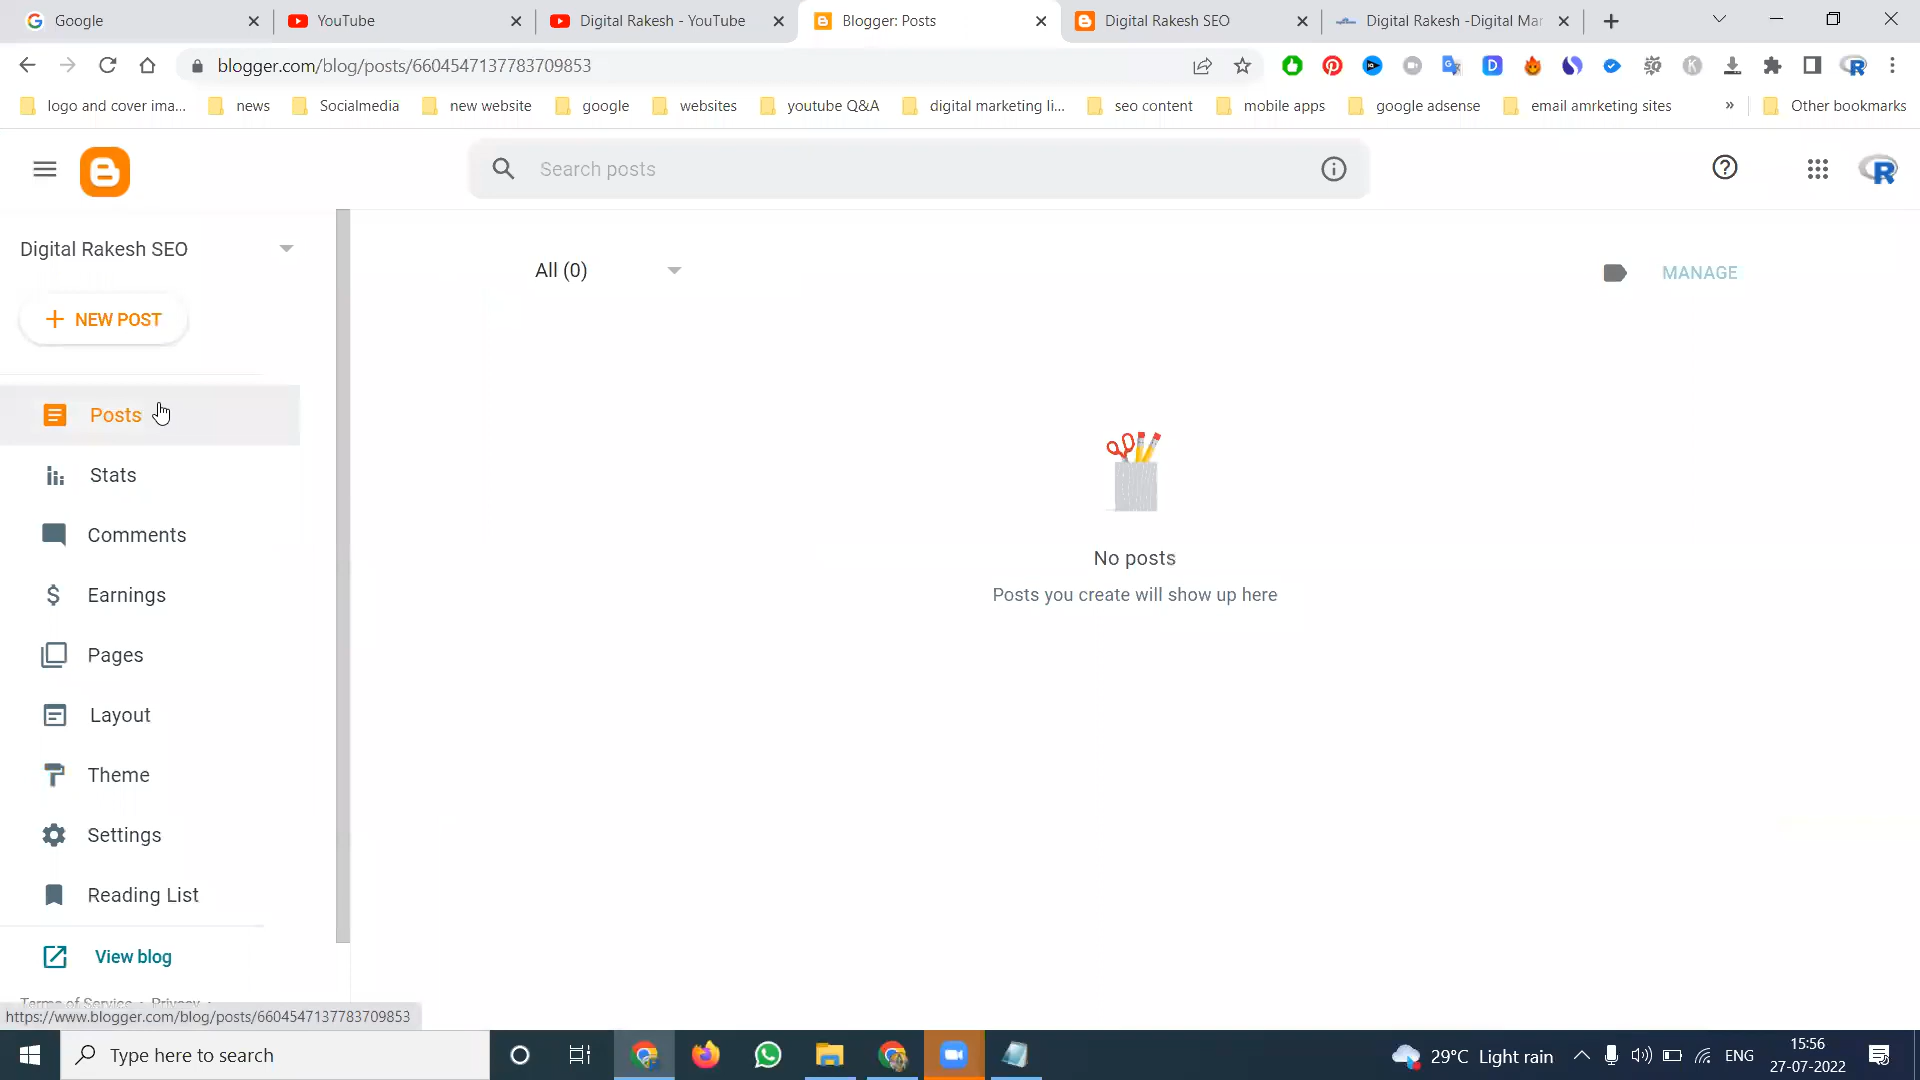 Google
YouTube
Digital Rakesh - YouTube
Blogger: Posts
Digital Rakesh SEO
Digital Rakesh -Digital Mar
blogger.com/blog/posts/6604547137783709853
logo and cover ima...
news
Socialmedia
new website
google
websites
youtube Q&A
digital marketing li...
seo content
mobile apps
google adsense
email amrketing sites
»
Other bookmarks
Search posts
Digital Rakesh SEO
All (0)
MANAGE
+ NEW POST
Posts
Stats
Comments
Earnings
Pages
Layout
Theme
Settings
Reading List
View blog
No posts
Posts you create will show up here
Terms of Service · Privacy ·
https://www.blogger.com/blog/posts/6604547137783709853
Type here to search
29°C Light rain
ENG
15:56
27-07-2022